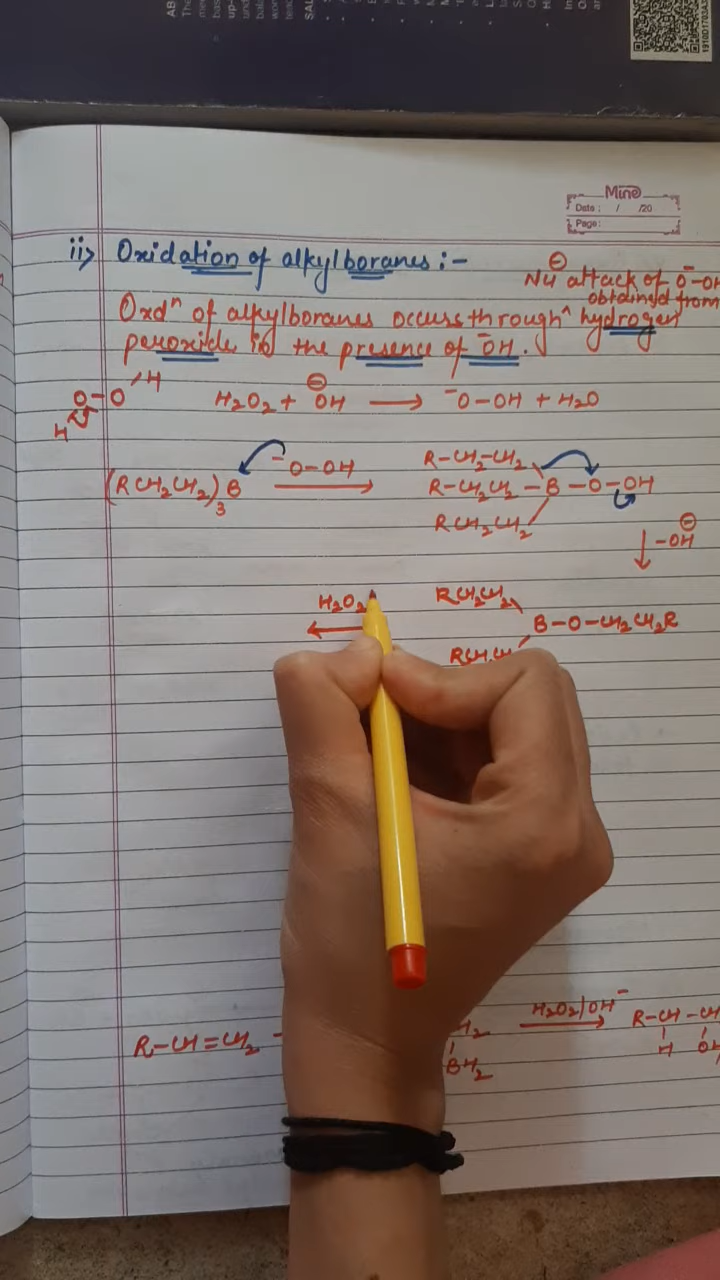 Mine
Date : / /20
Page:
ii) Oxidation of alkylboranes :-
Nu⊖ attack of ⁻O-OH
obtained from
Oxdⁿ of alkylboranes occurs through ^ hydrogen
peroxide in the presence of ⁻OH.
H O-O H
H₂O₂ + ⊖OH ⟶ ⁻O-OH + H₂O
(RCH₂CH₂)₃B ⁻O-OH ⟶
R-CH₂-CH₂
R-CH₂CH₂-B-O-OH
RCH₂CH₂
↓ -OH⊖
H₂O₂ ⟵
RCH₂CH₂
B-O-CH₂CH₂R
R-CH=CH₂
H₂O₂/OH⁻ ⟶
R-CH-CH
BH₂
H
19101703A